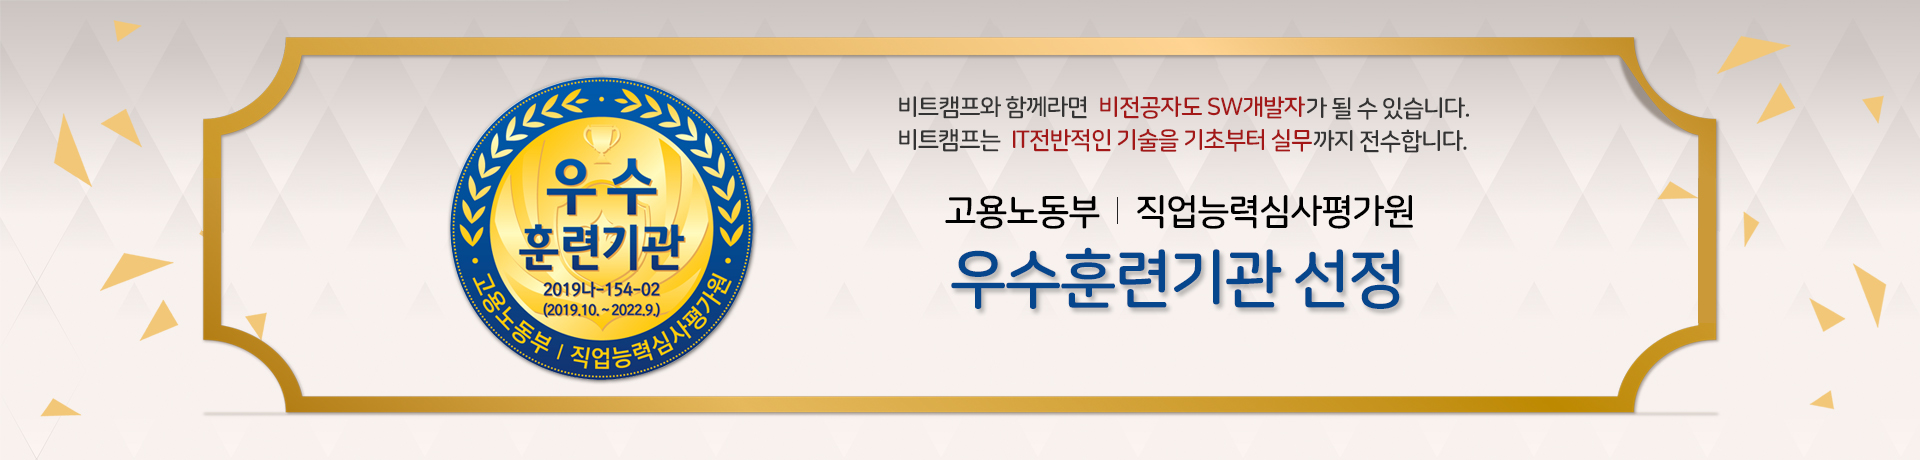 우수
훈련기관
2019나-154-02
(2019.10. ~ 2022.9.)
고용노동부 | 직업능력심사평가원
비트캠프와 함께라면 비전공자도 SW개발자가 될 수 있습니다.
비트캠프는 IT전반적인 기술을 기초부터 실무까지 전수합니다.
고용노동부 | 직업능력심사평가원
우수훈련기관 선정